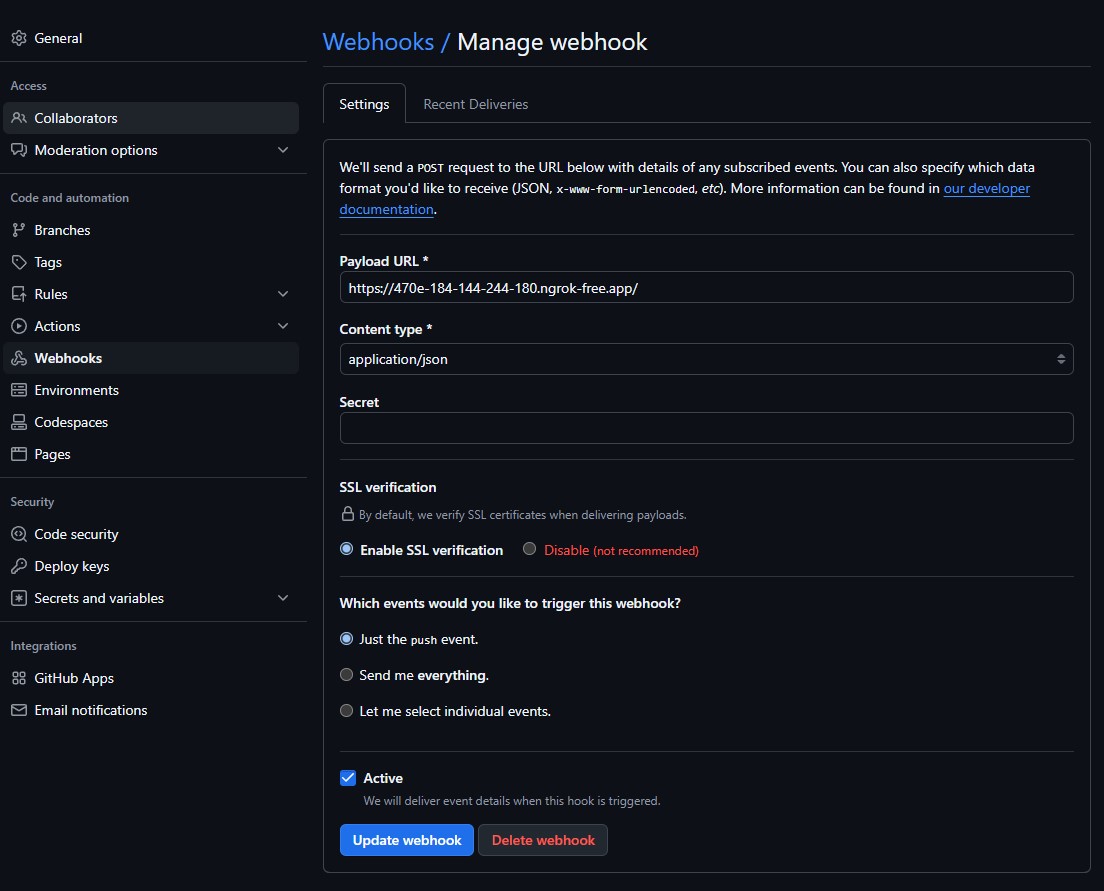 General
Access
Collaborators
Moderation options
Code and automation
Branches
Tags
Rules
Actions
Webhooks
Environments
Codespaces
Pages
Security
Code security
Deploy keys
Secrets and variables
Integrations
GitHub Apps
Email notifications
Webhooks / Manage webhook
Settings
Recent Deliveries
We'll send a POST request to the URL below with details of any subscribed events. You can also specify which data
format you'd like to receive (JSON, x-www-form-urlencoded, etc). More information can be found in our developer
documentation.
Payload URL *
https://470e-184-144-244-180.ngrok-free.app/
Content type *
application/json
Secret
SSL verification
By default, we verify SSL certificates when delivering payloads.
Enable SSL verification
Disable (not recommended)
Which events would you like to trigger this webhook?
Just the push event.
Send me everything.
Let me select individual events.
Active
We will deliver event details when this hook is triggered.
Update webhook
Delete webhook